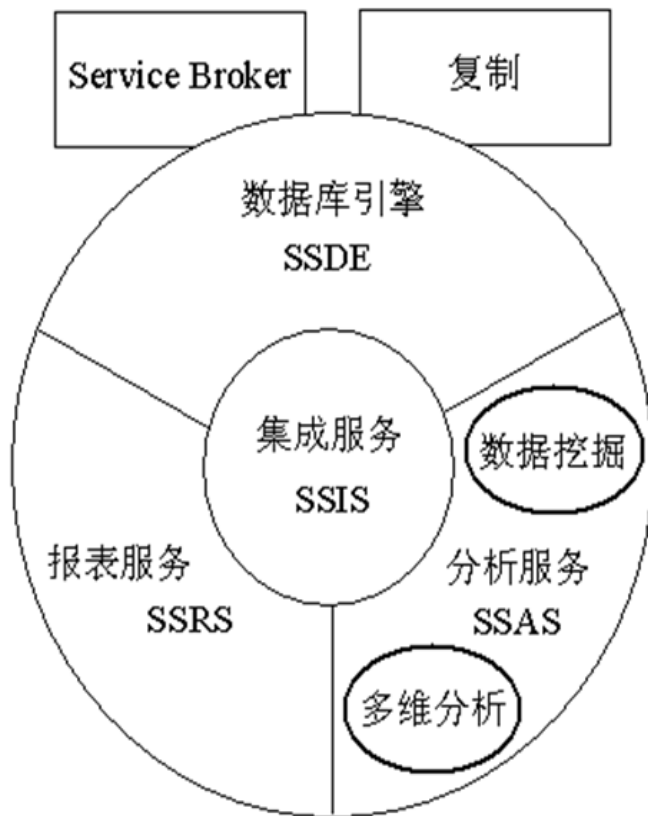 Service Broker
复制
数据库引擎
SSDE
集成服务
SSIS
数据挖掘
报表服务
SSRS
分析服务
SSAS
多维分析